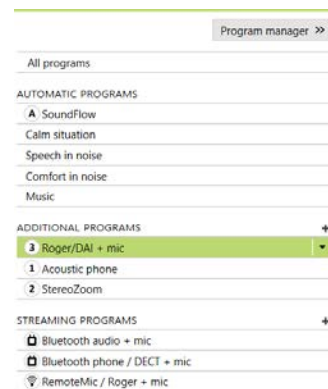 Program manager >>
All programs
AUTOMATIC PROGRAMS
A SoundFlow
Calm situation
Speech in noise
Comfort in noise
Music
ADDITIONAL PROGRAMS +
3 Roger/DAI + mic
1 Acoustic phone
2 StereoZoom
STREAMING PROGRAMS +
Bluetooth audio + mic
Bluetooth phone / DECT + mic
RemoteMic / Roger + mic